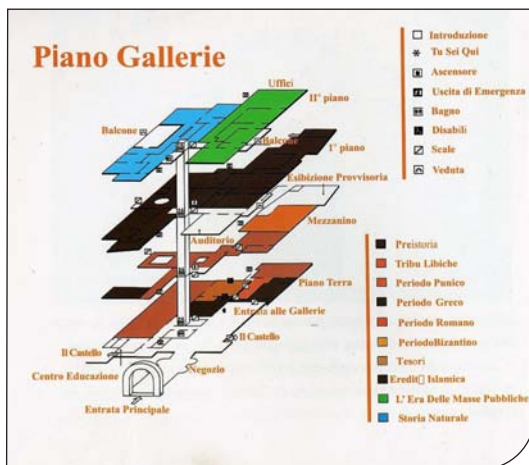 Piano Gallerie
Introduzione
Tu Sei Qui
Ascensore
Uscita di Emergenza
Bagno
Disabili
Scale
Veduta
Uffici
II° piano
Balcone
Balcone
I° piano
Esibizione Provvisoria
Mezzanino
Auditorio
Piano Terra
Entrata alle Gallerie
Il Castello
Il Castello
Centro Educazione
Negozio
Entrata Principale
Preistoria
Tribu Libiche
Periodo Punico
Periodo Greco
Periodo Romano
PeriodoBizantino
Tesori
Eredit▯ Islamica
L' Era Delle Masse Pubbliche
Storia Naturale